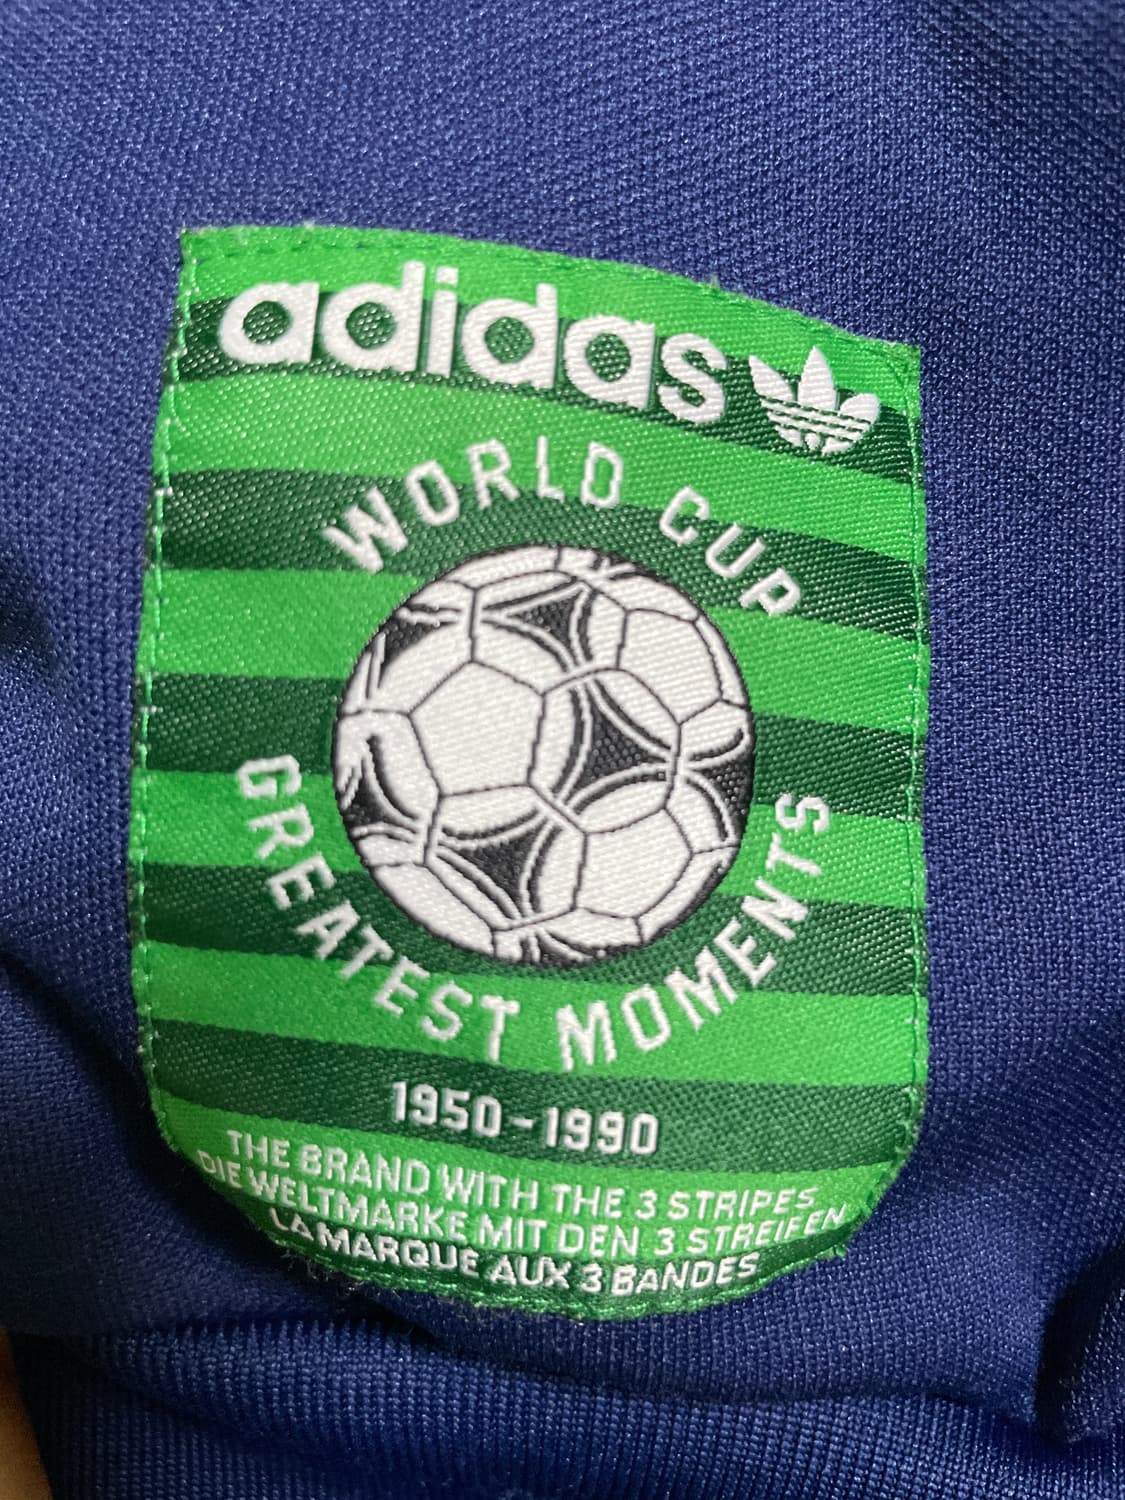 adidas
WORLD CUP
GREATEST MOMENTS
1950-1990
THE BRAND WITH THE 3 STRIPES
DIE WELTMARKE MIT DEN 3 STREIFEN
LA MARQUE AUX 3 BANDES